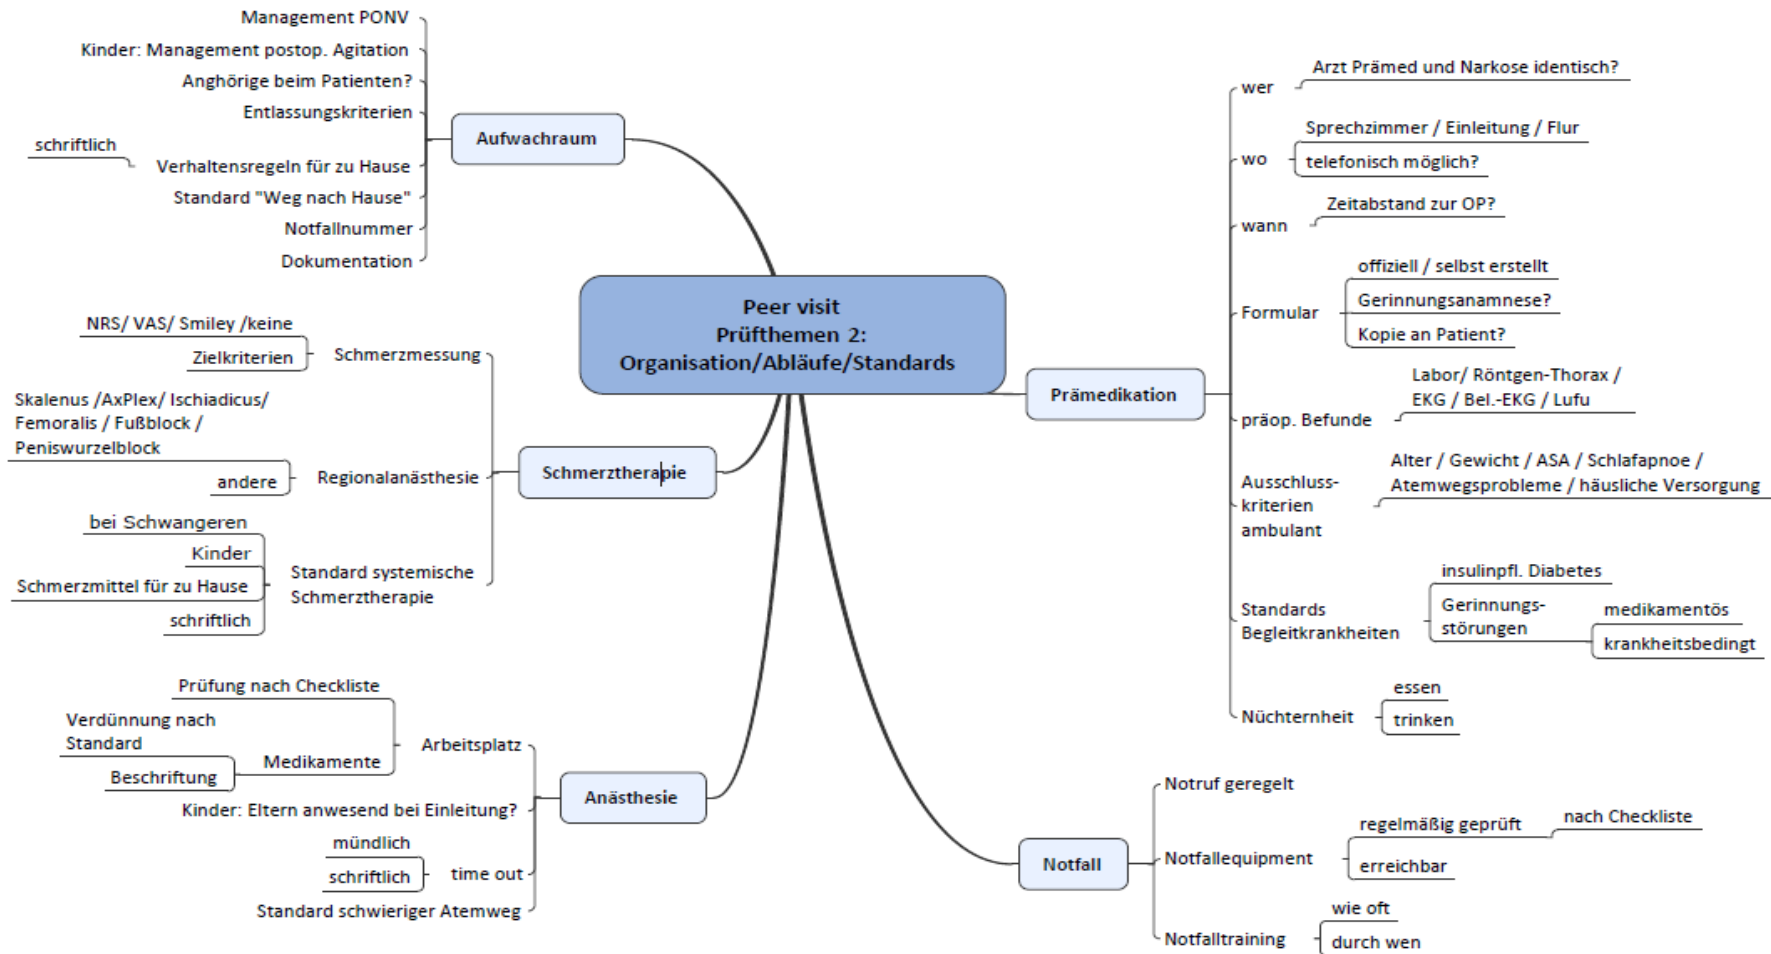 Peer visit
Prüfthemen 2:
Organisation/Abläufe/Standards
Aufwachraum
Management PONV
Kinder: Management postop. Agitation
Anghörige beim Patienten?
Entlassungskriterien
Verhaltensregeln für zu Hause
schriftlich
Standard "Weg nach Hause"
Notfallnummer
Dokumentation
Schmerztherapie
Schmerzmessung
NRS/ VAS/ Smiley /keine
Zielkriterien
Regionalanästhesie
Skalenus /AxPlex/ Ischiadicus/
Femoralis / Fußblock /
Peniswurzelblock
andere
Standard systemische
Schmerztherapie
bei Schwangeren
Kinder
Schmerzmittel für zu Hause
schriftlich
Anästhesie
Arbeitsplatz
Prüfung nach Checkliste
Medikamente
Verdünnung nach
Standard
Beschriftung
Kinder: Eltern anwesend bei Einleitung?
time out
mündlich
schriftlich
Standard schwieriger Atemweg
Prämedikation
wer
Arzt Prämed und Narkose identisch?
wo
Sprechzimmer / Einleitung / Flur
telefonisch möglich?
wann
Zeitabstand zur OP?
Formular
offiziell / selbst erstellt
Gerinnungsanamnese?
Kopie an Patient?
präop. Befunde
Labor/ Röntgen-Thorax /
EKG / Bel.-EKG / Lufu
Ausschluss-
kriterien
ambulant
Alter / Gewicht / ASA / Schlafapnoe /
Atemwegsprobleme / häusliche Versorgung
Standards
Begleitkrankheiten
insulinpfl. Diabetes
Gerinnungs-
störungen
medikamentös
krankheitsbedingt
Nüchternheit
essen
trinken
Notfall
Notruf geregelt
Notfallequipment
regelmäßig geprüft
nach Checkliste
erreichbar
Notfalltraining
wie oft
durch wen